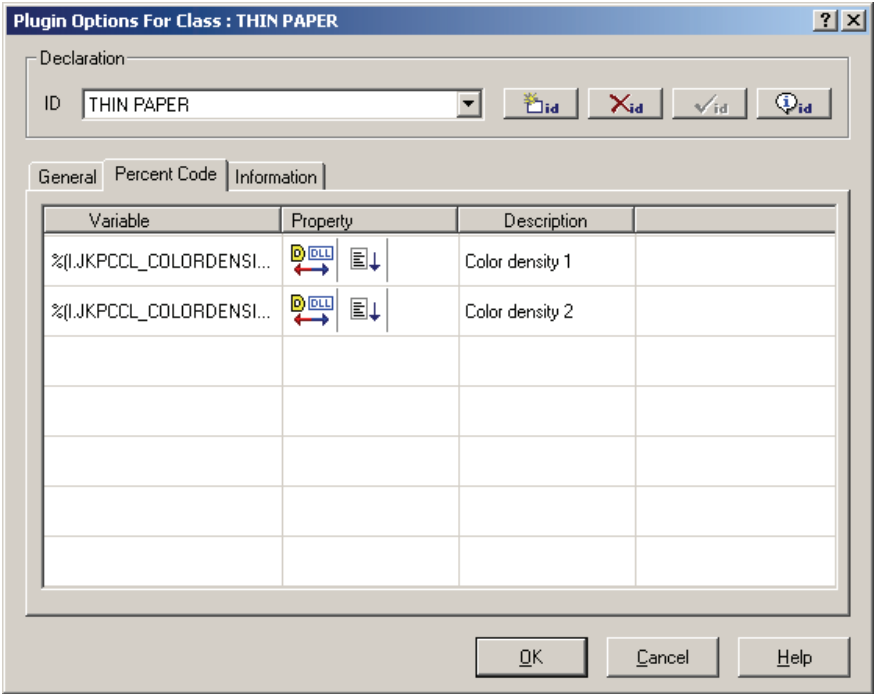 Plugin Options For Class : THIN PAPER
Declaration
ID THIN PAPER id id id id
General Percent Code Information
Variable Property Description
%(I.JKPCCL_COLORDENSI... D DLL Color density 1
%(I.JKPCCL_COLORDENSI... D DLL Color density 2
OK Cancel Help